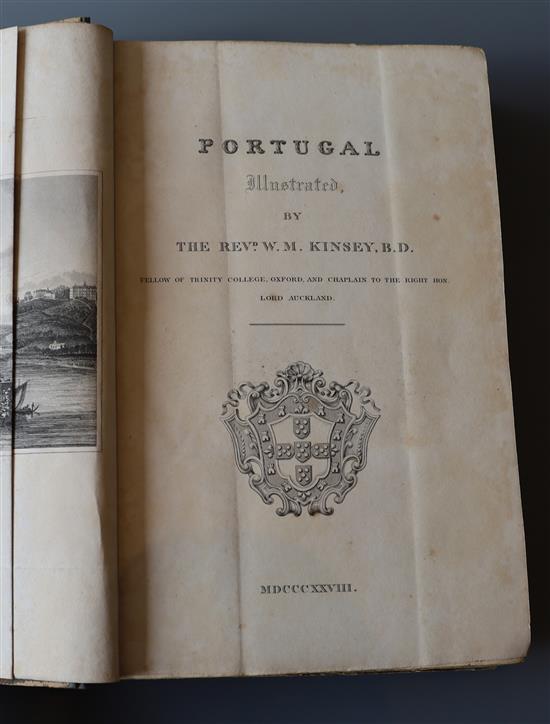 PORTUGAL
Illustrated,
BY
THE REVD. W. M. KINSEY, B.D.
FELLOW OF TRINITY COLLEGE, OXFORD, AND CHAPLAIN TO THE RIGHT HON.
LORD AUCKLAND.
MDCCCXXVIII.